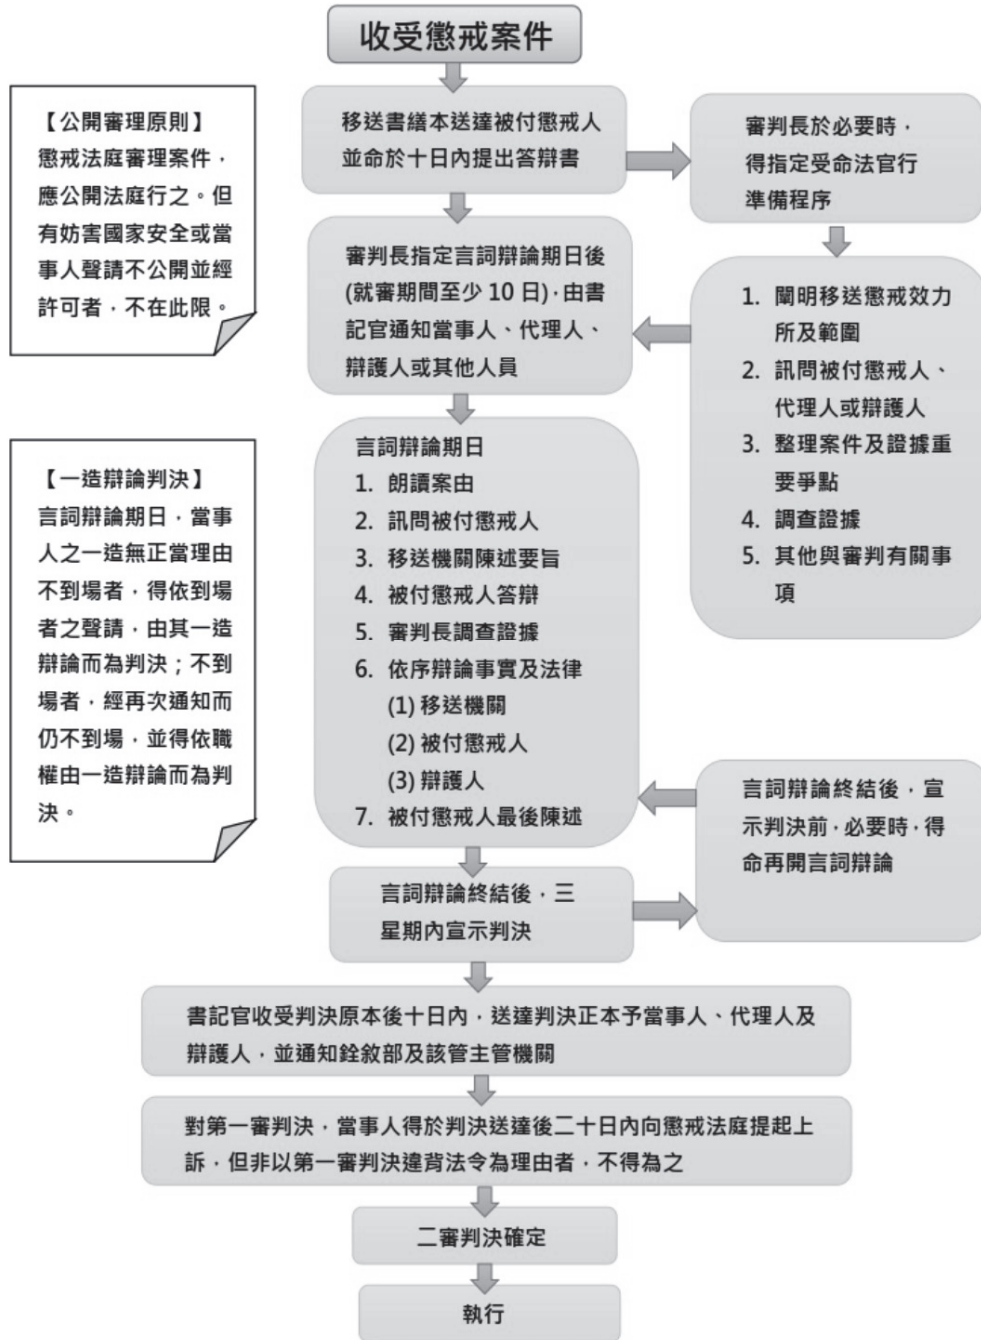 收受懲戒案件
【公開審理原則】
懲戒法庭審理案件，
應公開法庭行之。但
有妨害國家安全或當
事人聲請不公開並經
許可者，不在此限。
移送書繕本送達被付懲戒人
並命於十日內提出答辯書
審判長於必要時，
得指定受命法官行
準備程序
審判長指定言詞辯論期日後
(就審期間至少 10 日)，由書
記官通知當事人、代理人、
辯護人或其他人員
1. 闡明移送懲戒效力
所及範圍
2. 訊問被付懲戒人、
代理人或辯護人
3. 整理案件及證據重
要爭點
4. 調查證據
5. 其他與審判有關事
項
【一造辯論判決】
言詞辯論期日，當事
人之一造無正當理由
不到場者，得依到場
者之聲請，由其一造
辯論而為判決；不到
場者，經再次通知而
仍不到場，並得依職
權由一造辯論而為判
決。
言詞辯論期日
1. 朗讀案由
2. 訊問被付懲戒人
3. 移送機關陳述要旨
4. 被付懲戒人答辯
5. 審判長調查證據
6. 依序辯論事實及法律
(1) 移送機關
(2) 被付懲戒人
(3) 辯護人
7. 被付懲戒人最後陳述
言詞辯論終結後，宣
示判決前，必要時，得
命再開言詞辯論
言詞辯論終結後，三
星期內宣示判決
書記官收受判決原本後十日內，送達判決正本予當事人、代理人及
辯護人，並通知銓敘部及該管主管機關
對第一審判決，當事人得於判決送達後二十日內向懲戒法庭提起上
訴，但非以第一審判決違背法令為理由者，不得為之
二審判決確定
執行